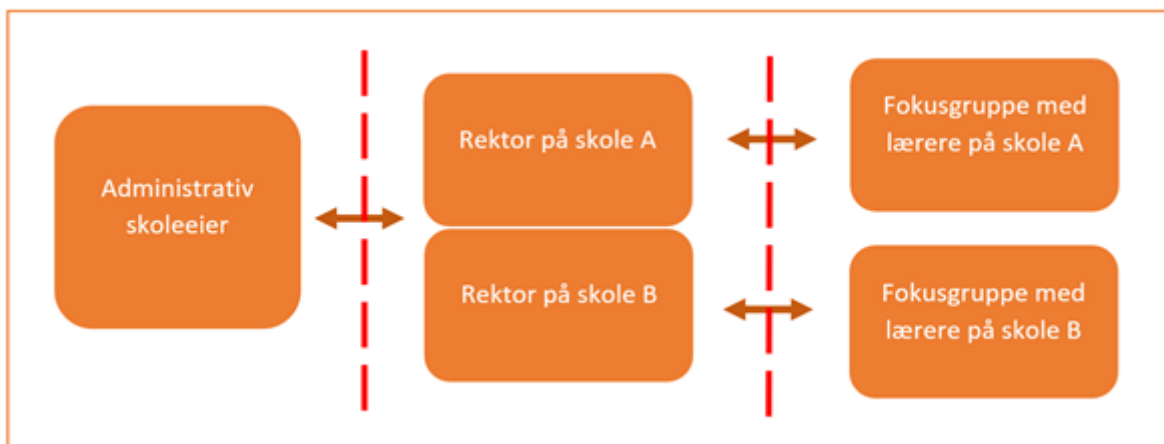 Administrativ
skoleeier
Rektor på skole A
Rektor på skole B
Fokusgruppe med
lærere på skole A
Fokusgruppe med
lærere på skole B